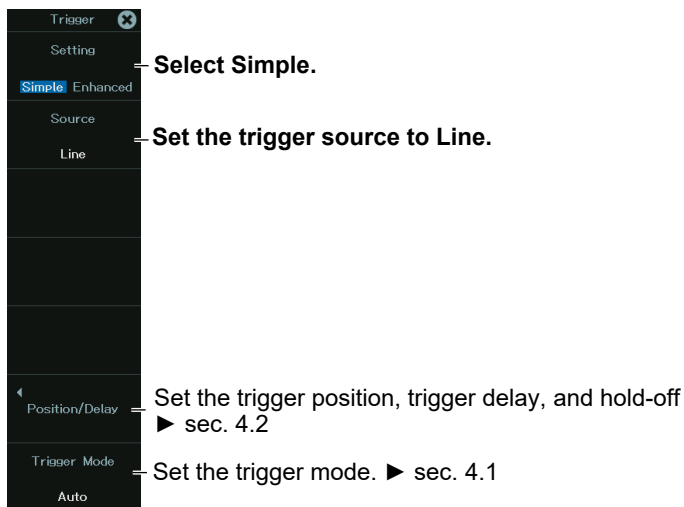 Trigger
Setting
Select Simple.
Simple Enhanced
Source
Set the trigger source to Line.
Line
Position/Delay
Set the trigger position, trigger delay, and hold-off
► sec. 4.2
Trigger Mode
Set the trigger mode. ► sec. 4.1
Auto